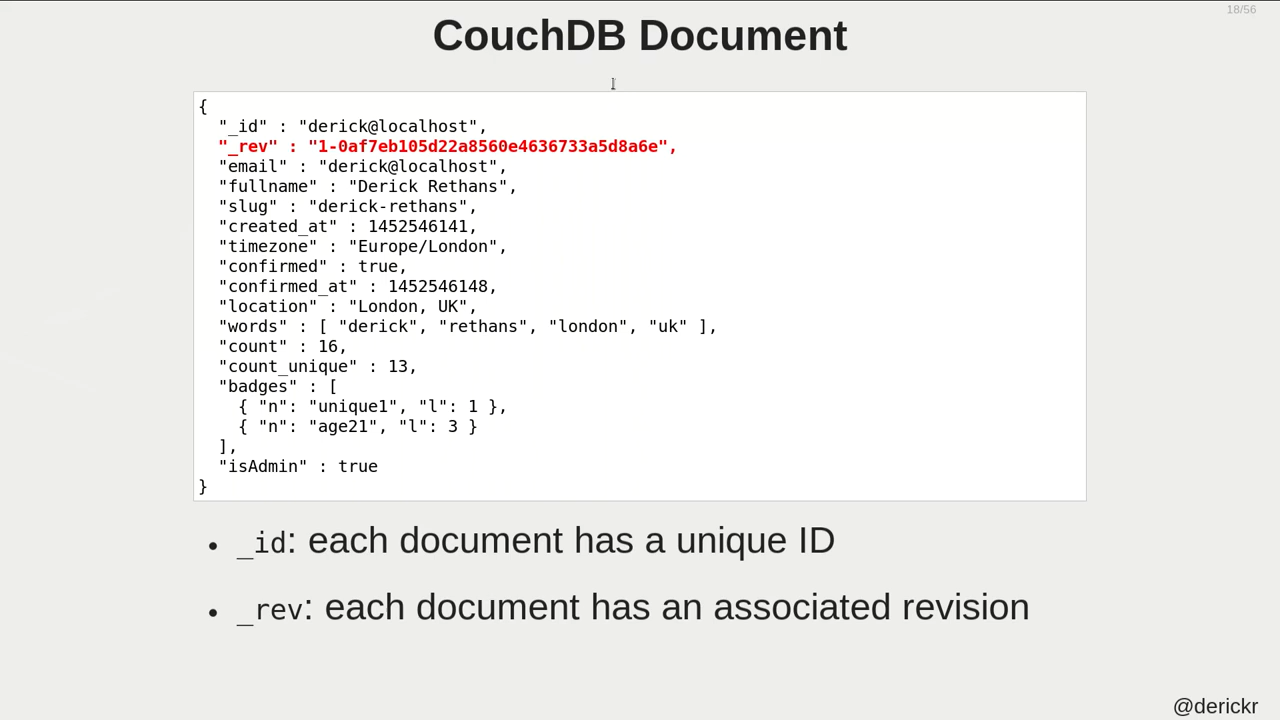 18/56
CouchDB Document
{
  "_id" : "derick@localhost",
  "_rev" : "1-0af7eb105d22a8560e4636733a5d8a6e",
  "email" : "derick@localhost",
  "fullname" : "Derick Rethans",
  "slug" : "derick-rethans",
  "created_at" : 1452546141,
  "timezone" : "Europe/London",
  "confirmed" : true,
  "confirmed_at" : 1452546148,
  "location" : "London, UK",
  "words" : [ "derick", "rethans", "london", "uk" ],
  "count" : 16,
  "count_unique" : 13,
  "badges" : [
    { "n": "unique1", "l": 1 },
    { "n": "age21", "l": 3 }
  ],
  "isAdmin" : true
}
• _id: each document has a unique ID
• _rev: each document has an associated revision
@derickr